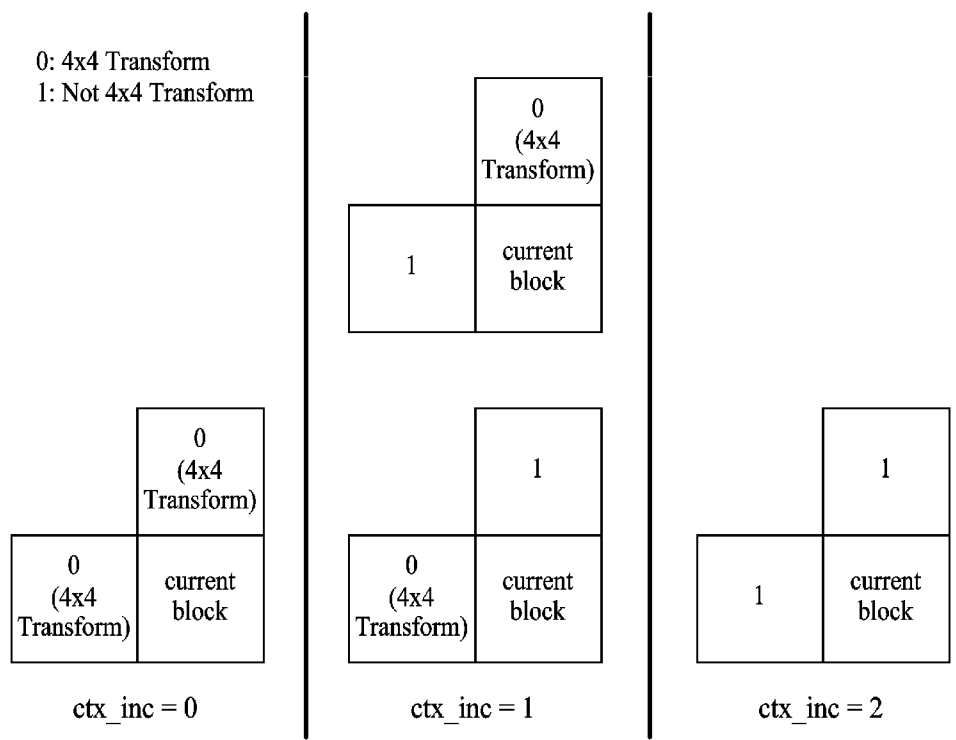 0: 4x4 Transform
1: Not 4x4 Transform
0
(4x4
Transform)
1
current
block
0
(4x4
Transform)
0
(4x4
Transform)
current
block
ctx_inc = 0
1
0
(4x4
Transform)
current
block
ctx_inc = 1
1
1
current
block
ctx_inc = 2